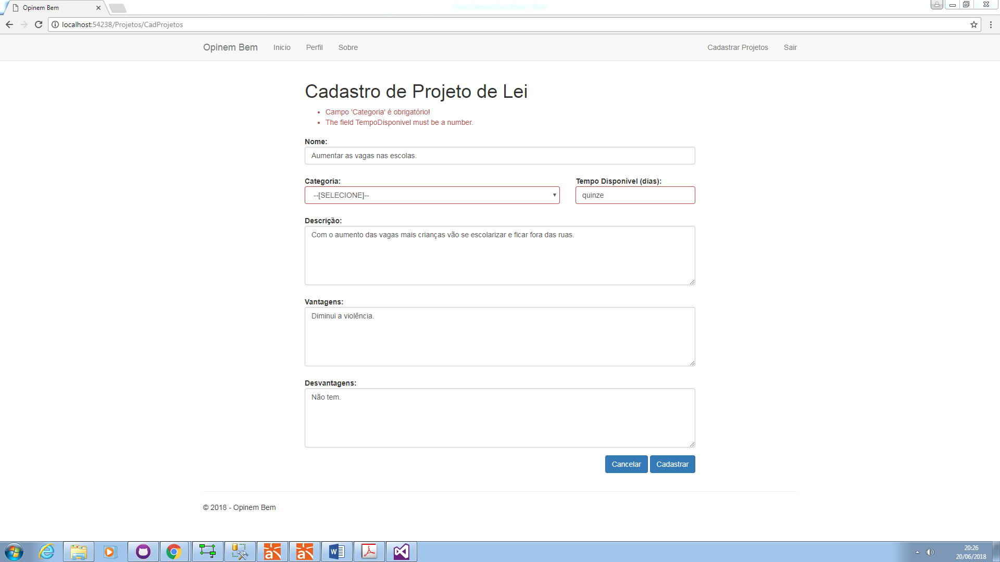 Opinem Bem
localhost:54238/Projetos/CadProjetos
Opinem Bem Inicio Perfil Sobre Cadastrar Projetos Sair
Cadastro de Projeto de Lei
Campo 'Categoria' é obrigatório!
The field TempoDisponivel must be a number.
Nome:
Aumentar as vagas nas escolas.
Categoria: Tempo Disponível (dias):
--[SELECIONE]-- quinze
Descrição:
Com o aumento das vagas mais crianças vão se escolarizar e ficar fora das ruas.
Vantagens:
Diminui a violência.
Desvantagens:
Não tem.
Cancelar Cadastrar
© 2018 - Opinem Bem
20:26
20/06/2018